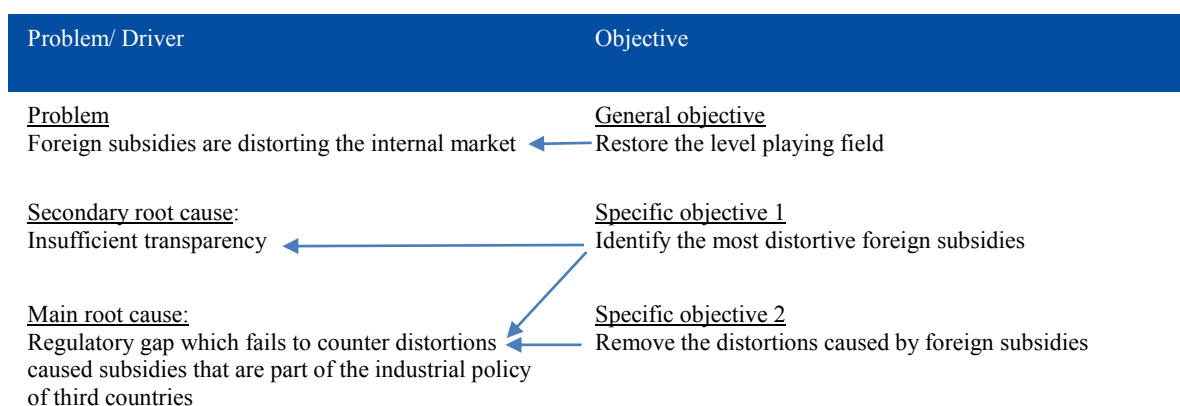 Problem/ Driver
Objective
Problem
Foreign subsidies are distorting the internal market
General objective
Restore the level playing field
Secondary root cause:
Insufficient transparency
Specific objective 1
Identify the most distortive foreign subsidies
Main root cause:
Regulatory gap which fails to counter distortions
caused subsidies that are part of the industrial policy
of third countries
Specific objective 2
Remove the distortions caused by foreign subsidies